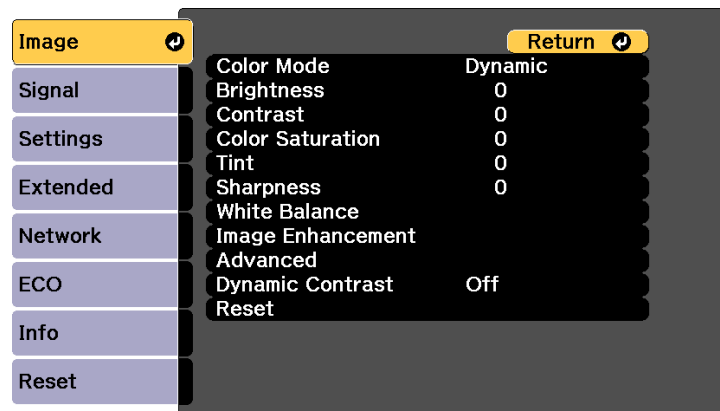 Image
Signal
Settings
Extended
Network
ECO
Info
Reset
Return
Color Mode Dynamic
Brightness 0
Contrast 0
Color Saturation 0
Tint 0
Sharpness 0
White Balance
Image Enhancement
Advanced
Dynamic Contrast Off
Reset